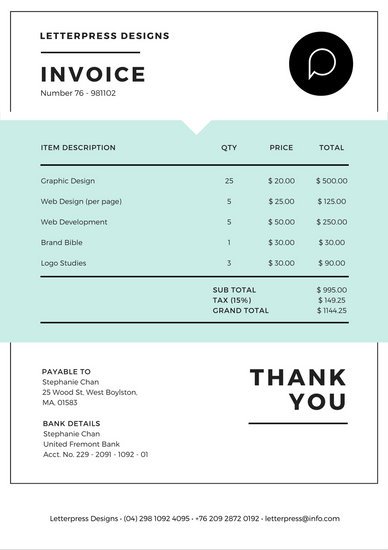 LETTERPRESS DESIGNS
INVOICE
Number 76 - 981102
ITEM DESCRIPTION QTY PRICE TOTAL
Graphic Design 25 $ 20.00 $ 500.00
Web Design (per page) 5 $ 25.00 $ 125.00
Web Development 5 $ 50.00 $ 250.00
Brand Bible 1 $ 30.00 $ 30.00
Logo Studies 3 $ 30.00 $ 90.00
SUB TOTAL $ 995.00
TAX (15%) $ 149.25
GRAND TOTAL $ 1144.25
PAYABLE TO
Stephanie Chan
25 Wood St, West Boylston,
MA, 01583
BANK DETAILS
Stephanie Chan
United Fremont Bank
Acct. No. 229 - 2091 - 1092 - 01
THANK
YOU
Letterpress Designs • (04) 298 1092 4095 • +76 209 2872 0192 • letterpress@info.com